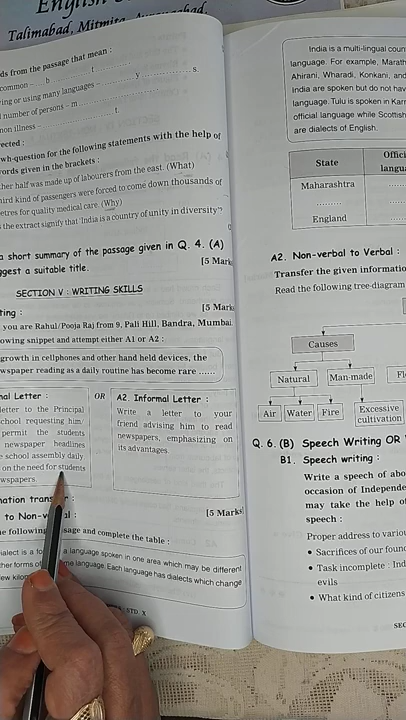 English
Talimabad,
ds from the passage that mean :
common – h t
ving or using many languages y s.
number of persons – m
non illness – t
ected :
wh-question for the following statements with the help of
ords given in the brackets :
her half was made up of labourers from the east. (What)
hird kind of passengers were forced to come down thousands of
etres for quality medical care. (Why)
the extract signify that 'India is a country of unity in diversity'?
a short summary of the passage given in Q. 4. (A)
ggest a suitable title. [5 Mark
SECTION V : WRITING SKILLS
ting : [5 Mark
you are Rahul/Pooja Raj from 9, Pali Hill, Bandra, Mumbai.
owing snippet and attempt either A1 or A2 :
growth in cellphones and other hand held devices, the
wspaper reading as a daily routine has become rare ......
nal Letter :
letter to the Principal
school requesting him/
permit the students
newspaper headlines
e school assembly daily
on the need for students
wspapers.
OR
A2. Informal Letter :
Write a letter to your
friend advising him to read
newspapers, emphasizing on
its advantages.
nation trans : [5 Marks]
to Non-v al :
e following sage and complete the table :
ialect is a fo a language spoken in one area which may be different
her forms of me language. Each language has dialects which change
ew kilom
STD. X
India is a multi-lingual coun
language. For example, Marath
Ahirani, Wharadi, Konkani, and
India are spoken but do not hav
language. Tulu is spoken in Karn
official language while Scottish
are dialects of English.
State Offici
langua
Maharashtra
England
A2. Non-verbal to Verbal :
Transfer the given informatio
Read the following tree-diagram
Causes
Natural Man-made Fl
Air Water Fire Excessive
cultivation
Q. 6. (B) Speech Writing OR
B1. Speech writing :
Write a speech of abo
occasion of Independe
may take the help of
speech :
Proper address to variou
• Sacrifices of our foun
• Task incomplete : Ind
evils
• What kind of citizens
SEC